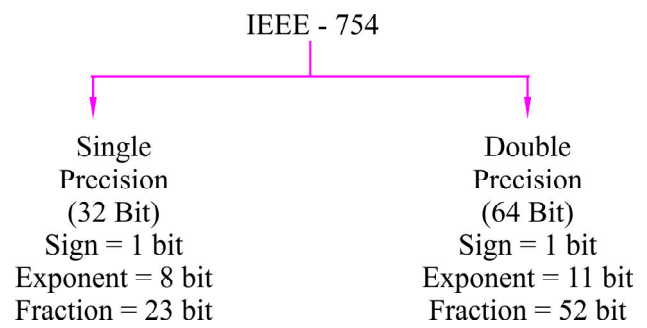 IEEE - 754
Single
Precision
(32 Bit)
Sign = 1 bit
Exponent = 8 bit
Fraction = 23 bit
Double
Precision
(64 Bit)
Sign = 1 bit
Exponent = 11 bit
Fraction = 52 bit